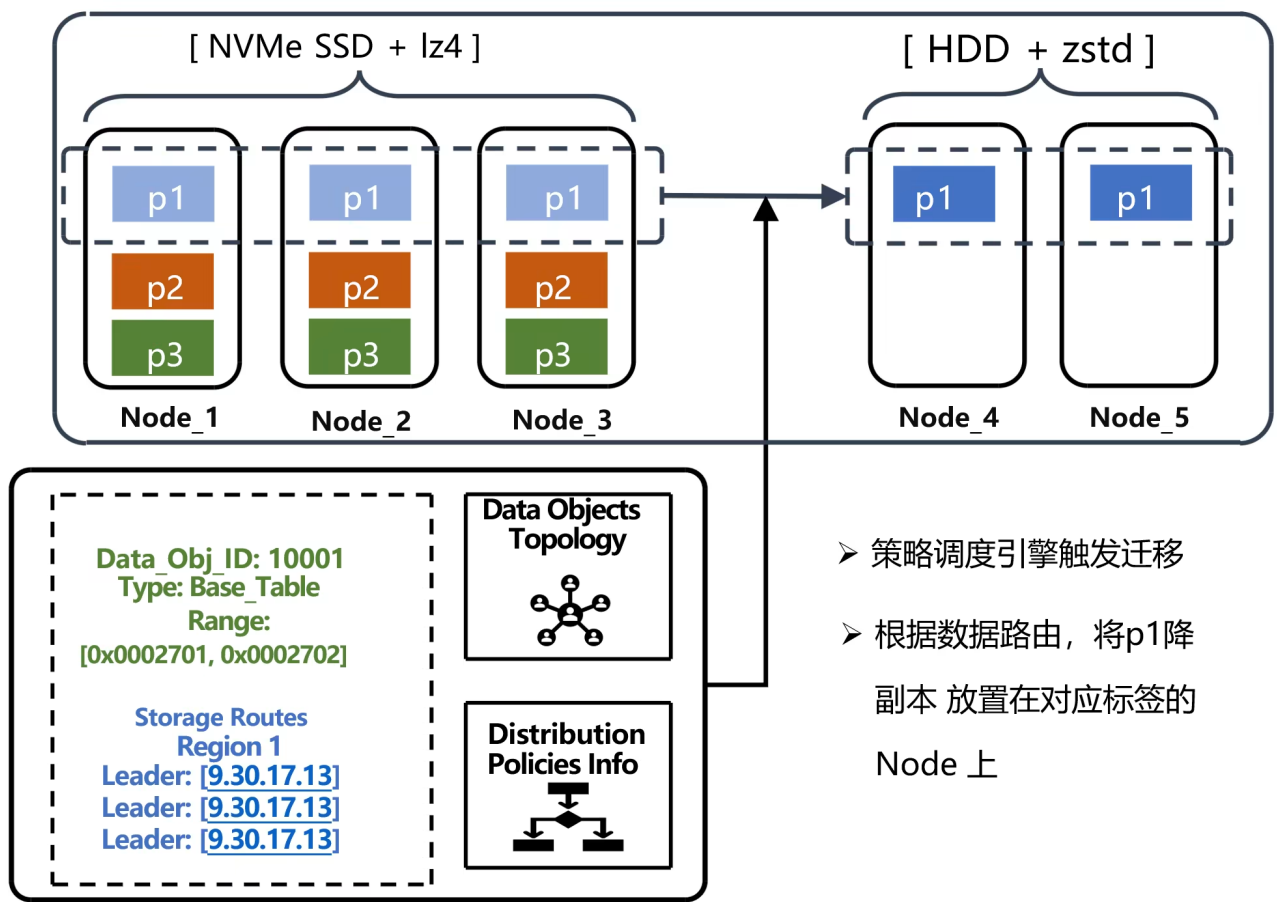 [ NVMe SSD + lz4 ]
[ HDD + zstd ]
p1 p1 p1 p1 p1
p2 p2 p2
p3 p3 p3
Node_1 Node_2 Node_3 Node_4 Node_5
Data_Obj_ID: 10001
Type: Base_Table
Range:
[0x0002701, 0x0002702]
Storage Routes
Region 1
Leader: [9.30.17.13]
Leader: [9.30.17.13]
Leader: [9.30.17.13]
Data Objects
Topology
Distribution
Policies Info
➢ 策略调度引擎触发迁移
➢ 根据数据路由，将p1降
副本 放置在对应标签的
Node 上